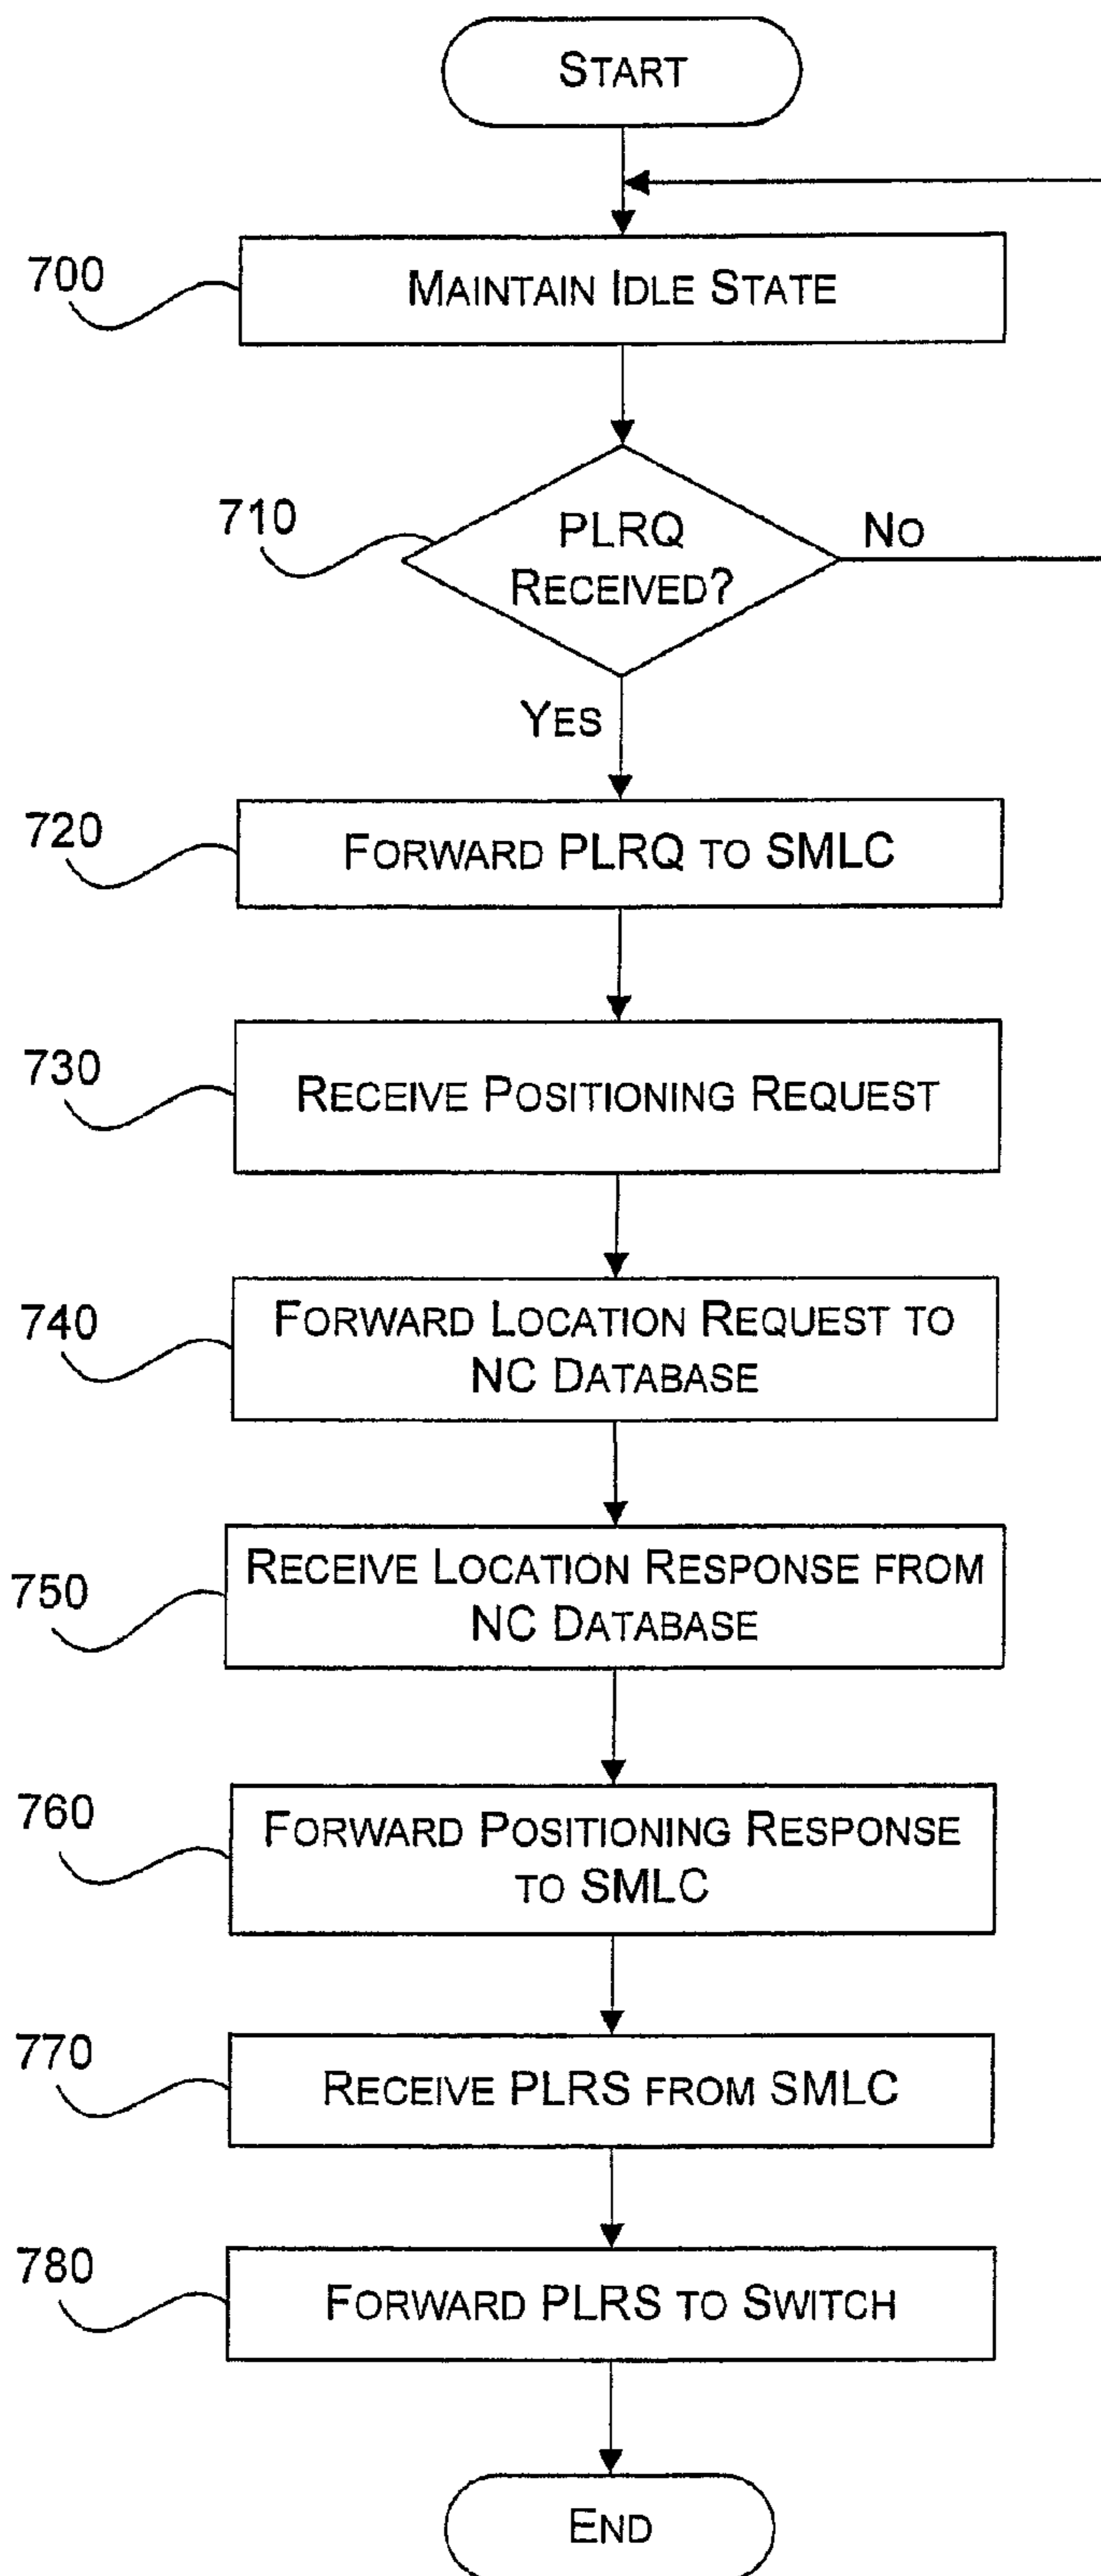 START
700
MAINTAIN IDLE STATE
710
PLRQ
RECEIVED?
NO
YES
720
FORWARD PLRQ TO SMLC
730
RECEIVE POSITIONING REQUEST
740
FORWARD LOCATION REQUEST TO
NC DATABASE
750
RECEIVE LOCATION RESPONSE FROM
NC DATABASE
760
FORWARD POSITIONING RESPONSE
TO SMLC
770
RECEIVE PLRS FROM SMLC
780
FORWARD PLRS TO SWITCH
END